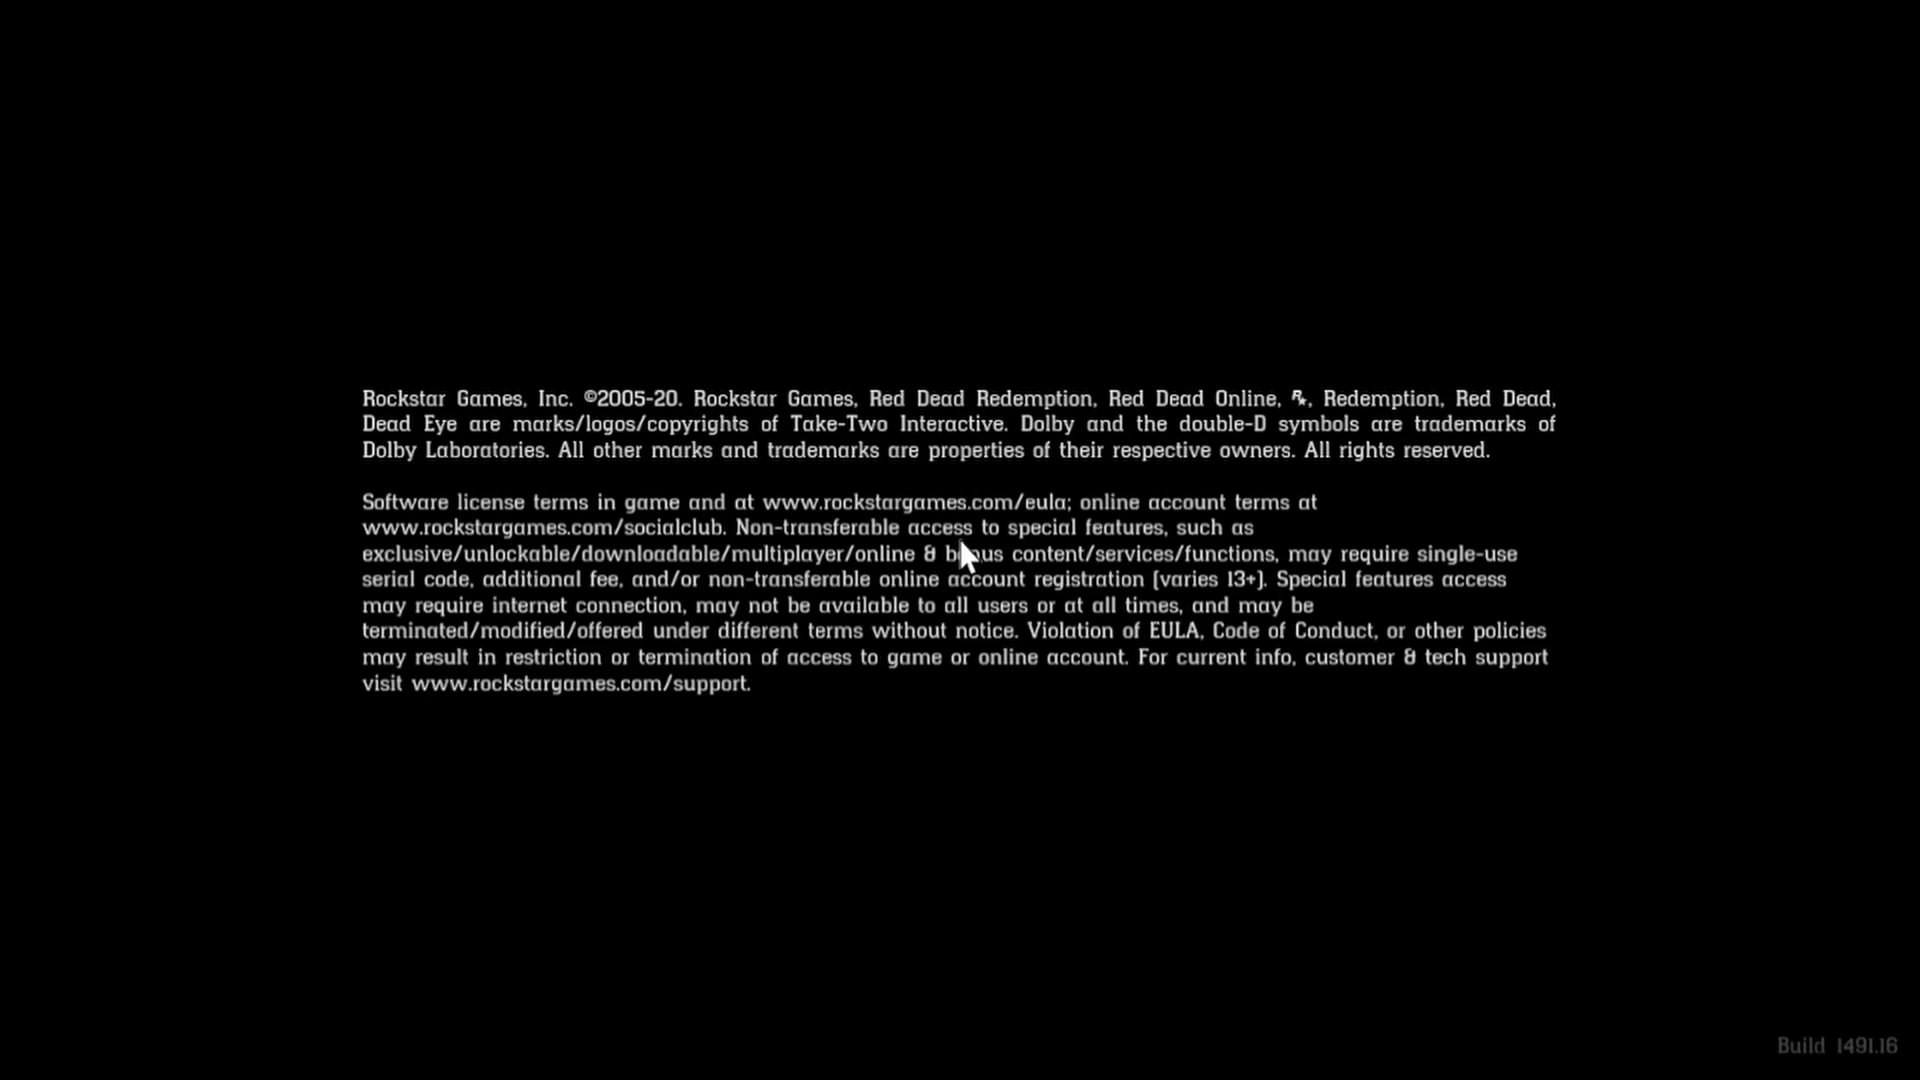 Rockstar Games, Inc. ©2005-20. Rockstar Games, Red Dead Redemption, Red Dead Online, R★, Redemption, Red Dead,
Dead Eye are marks/logos/copyrights of Take-Two Interactive. Dolby and the double-D symbols are trademarks of
Dolby Laboratories. All other marks and trademarks are properties of their respective owners. All rights reserved.
Software license terms in game and at www.rockstargames.com/eula; online account terms at
www.rockstargames.com/socialclub. Non-transferable access to special features, such as
exclusive/unlockable/downloadable/multiplayer/online & bonus content/services/functions, may require single-use
serial code, additional fee, and/or non-transferable online account registration (varies 13+). Special features access
may require internet connection, may not be available to all users or at all times, and may be
terminated/modified/offered under different terms without notice. Violation of EULA, Code of Conduct, or other policies
may result in restriction or termination of access to game or online account. For current info, customer & tech support
visit www.rockstargames.com/support.
Build 1491.16